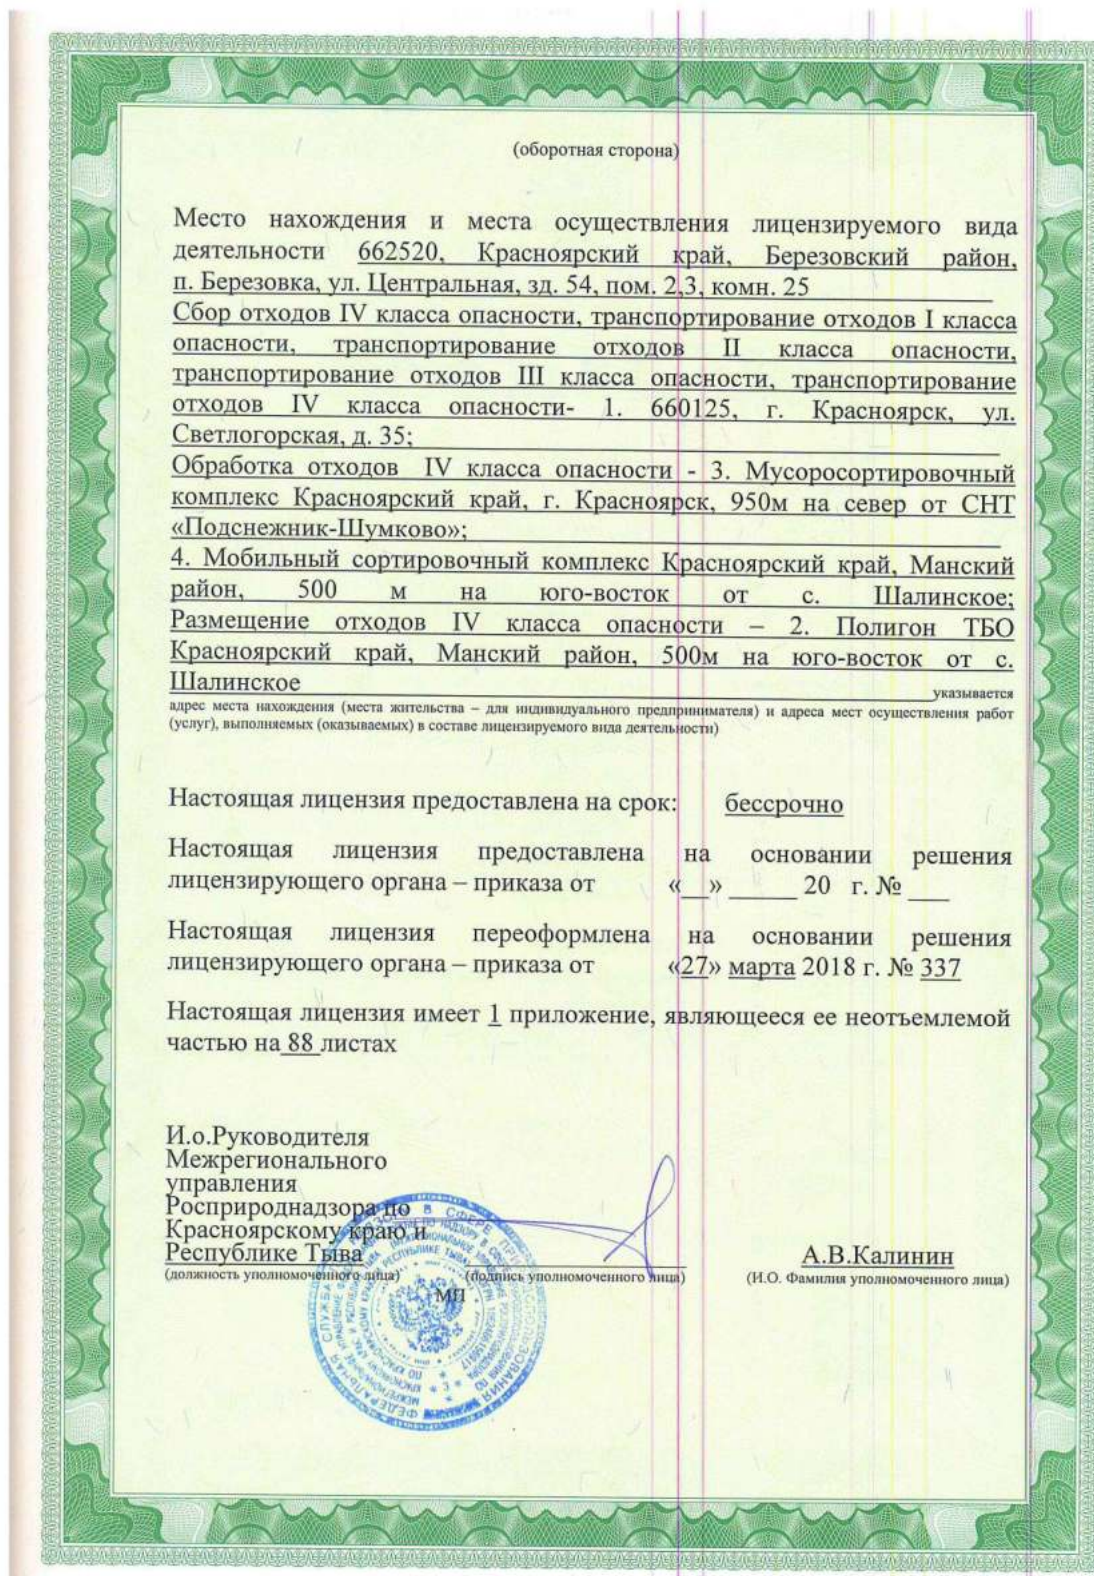 (оборотная сторона)
Место нахождения и места осуществления лицензируемого вида
деятельности 662520, Красноярский край, Березовский район,
п. Березовка, ул. Центральная, зд. 54, пом. 2,3, комн. 25
Сбор отходов IV класса опасности, транспортирование отходов I класса
опасности, транспортирование отходов II класса опасности,
транспортирование отходов III класса опасности, транспортирование
отходов IV класса опасности- 1. 660125, г. Красноярск, ул.
Светлогорская, д. 35;
Обработка отходов IV класса опасности - 3. Мусоросортировочный
комплекс Красноярский край, г. Красноярск, 950м на север от СНТ
«Подснежник-Шумково»;
4. Мобильный сортировочный комплекс Красноярский край, Манский
район, 500 м на юго-восток от с. Шалинское;
Размещение отходов IV класса опасности – 2. Полигон ТБО
Красноярский край, Манский район, 500м на юго-восток от с.
Шалинское указывается
адрес места нахождения (места жительства – для индивидуального предпринимателя) и адреса мест осуществления работ
(услуг), выполняемых (оказываемых) в составе лицензируемого вида деятельности)
Настоящая лицензия предоставлена на срок: бессрочно
Настоящая лицензия предоставлена на основании решения
лицензирующего органа – приказа от «__» _____ 20 г. № ___
Настоящая лицензия переоформлена на основании решения
лицензирующего органа – приказа от «27» марта 2018 г. № 337
Настоящая лицензия имеет 1 приложение, являющееся ее неотъемлемой
частью на 88 листах
И.о.Руководителя
Межрегионального
управления
Росприроднадзора по
Красноярскому краю и
Республике Тыва
А.В.Калинин
(должность уполномоченного лица) (подпись уполномоченного лица) (И.О. Фамилия уполномоченного лица)
МП